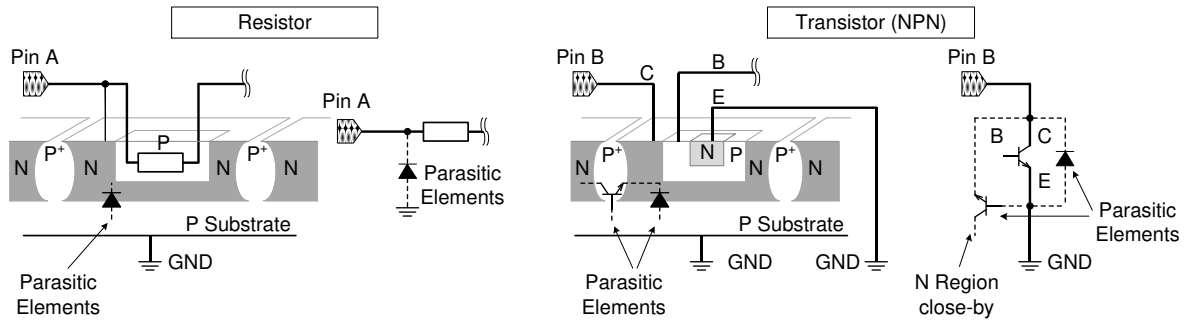 Resistor
Transistor (NPN)
Pin A
Pin B
C
B
E
Pin B
Pin A
N
P+
N
P
N
P+
N
Parasitic
Elements
N
P+
N
N
P
P+
N
N
B
C
E
P Substrate
GND
Parasitic
Elements
P Substrate
GND
GND
Parasitic
Elements
Parasitic
Elements
N Region
close-by
GND